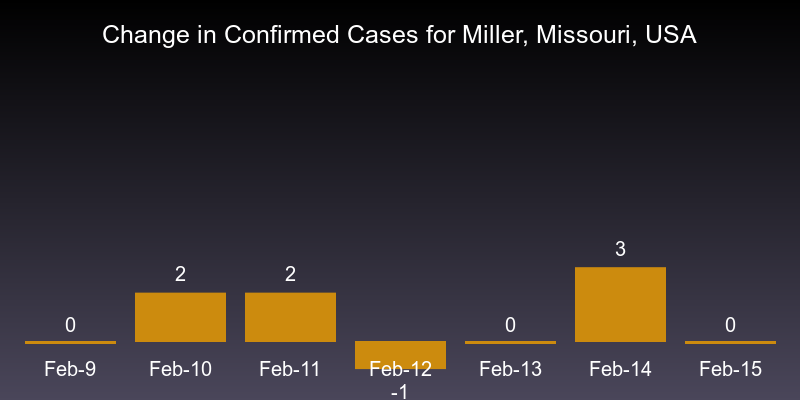 Change in Confirmed Cases for Miller, Missouri, USA
3
2
2
0
0
0
Feb-9
Feb-10
Feb-11
Feb-12
Feb-13
Feb-14
Feb-15
-1